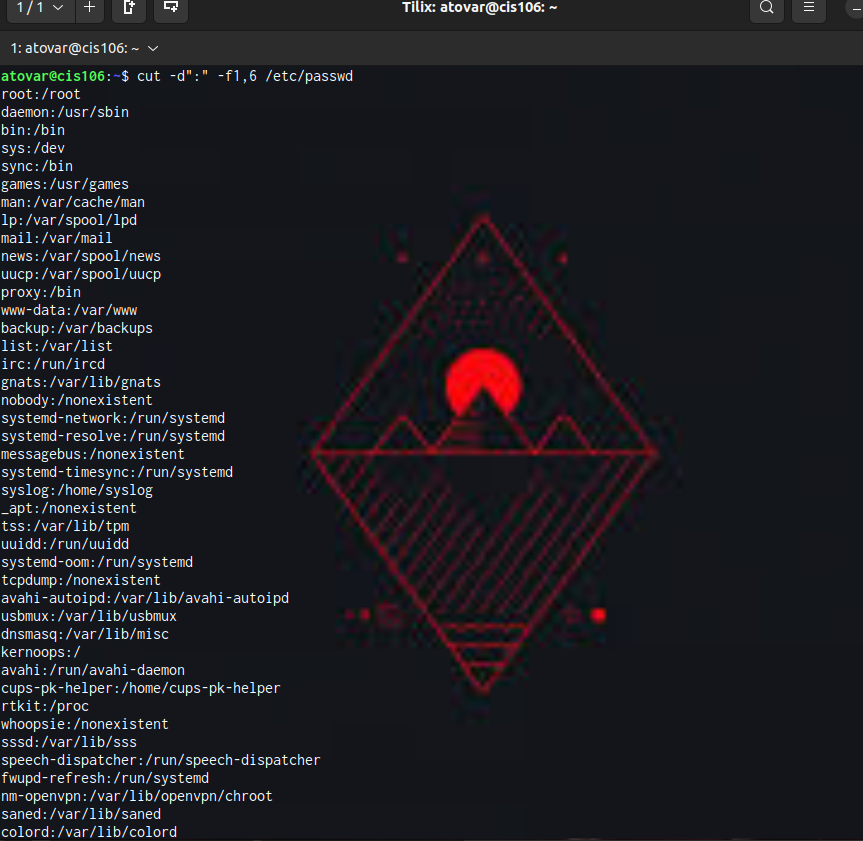 1 / 1
Tilix: atovar@cis106: ~
1: atovar@cis106: ~
atovar@cis106:~$ cut -d":" -f1,6 /etc/passwd
root:/root
daemon:/usr/sbin
bin:/bin
sys:/dev
sync:/bin
games:/usr/games
man:/var/cache/man
lp:/var/spool/lpd
mail:/var/mail
news:/var/spool/news
uucp:/var/spool/uucp
proxy:/bin
www-data:/var/www
backup:/var/backups
list:/var/list
irc:/run/ircd
gnats:/var/lib/gnats
nobody:/nonexistent
systemd-network:/run/systemd
systemd-resolve:/run/systemd
messagebus:/nonexistent
systemd-timesync:/run/systemd
syslog:/home/syslog
_apt:/nonexistent
tss:/var/lib/tpm
uuidd:/run/uuidd
systemd-oom:/run/systemd
tcpdump:/nonexistent
avahi-autoipd:/var/lib/avahi-autoipd
usbmux:/var/lib/usbmux
dnsmasq:/var/lib/misc
kernoops:/
avahi:/run/avahi-daemon
cups-pk-helper:/home/cups-pk-helper
rtkit:/proc
whoopsie:/nonexistent
sssd:/var/lib/sss
speech-dispatcher:/run/speech-dispatcher
fwupd-refresh:/run/systemd
nm-openvpn:/var/lib/openvpn/chroot
saned:/var/lib/saned
colord:/var/lib/colord